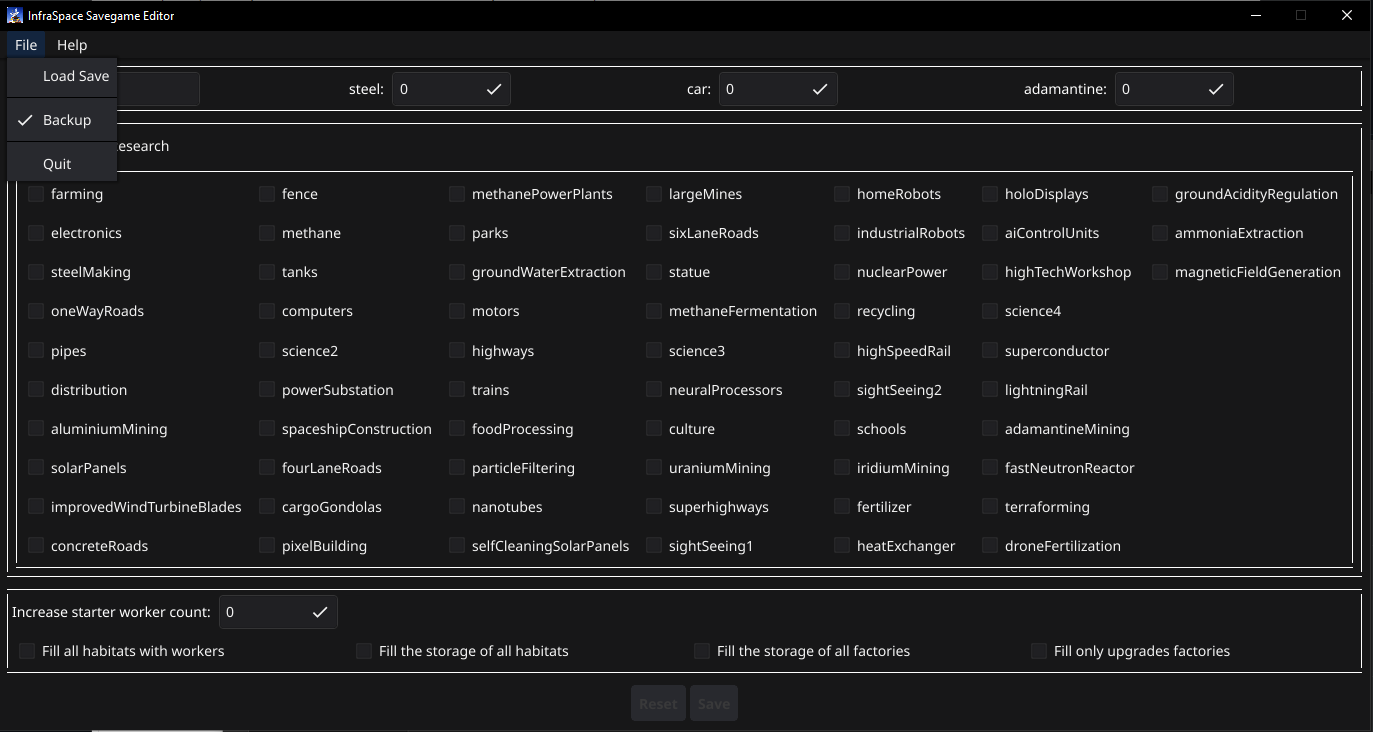 InfraSpace Savegame Editor
File Help
Load Save
Backup
Quit
steel: 0 car: 0 adamantine: 0
esearch
farming fence methanePowerPlants largeMines homeRobots holoDisplays groundAcidityRegulation
electronics methane parks sixLaneRoads industrialRobots aiControlUnits ammoniaExtraction
steelMaking tanks groundWaterExtraction statue nuclearPower highTechWorkshop magneticFieldGeneration
oneWayRoads computers motors methaneFermentation recycling science4
pipes science2 highways science3 highSpeedRail superconductor
distribution powerSubstation trains neuralProcessors sightSeeing2 lightningRail
aluminiumMining spaceshipConstruction foodProcessing culture schools adamantineMining
solarPanels fourLaneRoads particleFiltering uraniumMining iridiumMining fastNeutronReactor
improvedWindTurbineBlades cargoGondolas nanotubes superhighways fertilizer terraforming
concreteRoads pixelBuilding selfCleaningSolarPanels sightSeeing1 heatExchanger droneFertilization
Increase starter worker count: 0
Fill all habitats with workers Fill the storage of all habitats Fill the storage of all factories Fill only upgrades factories
Reset Save